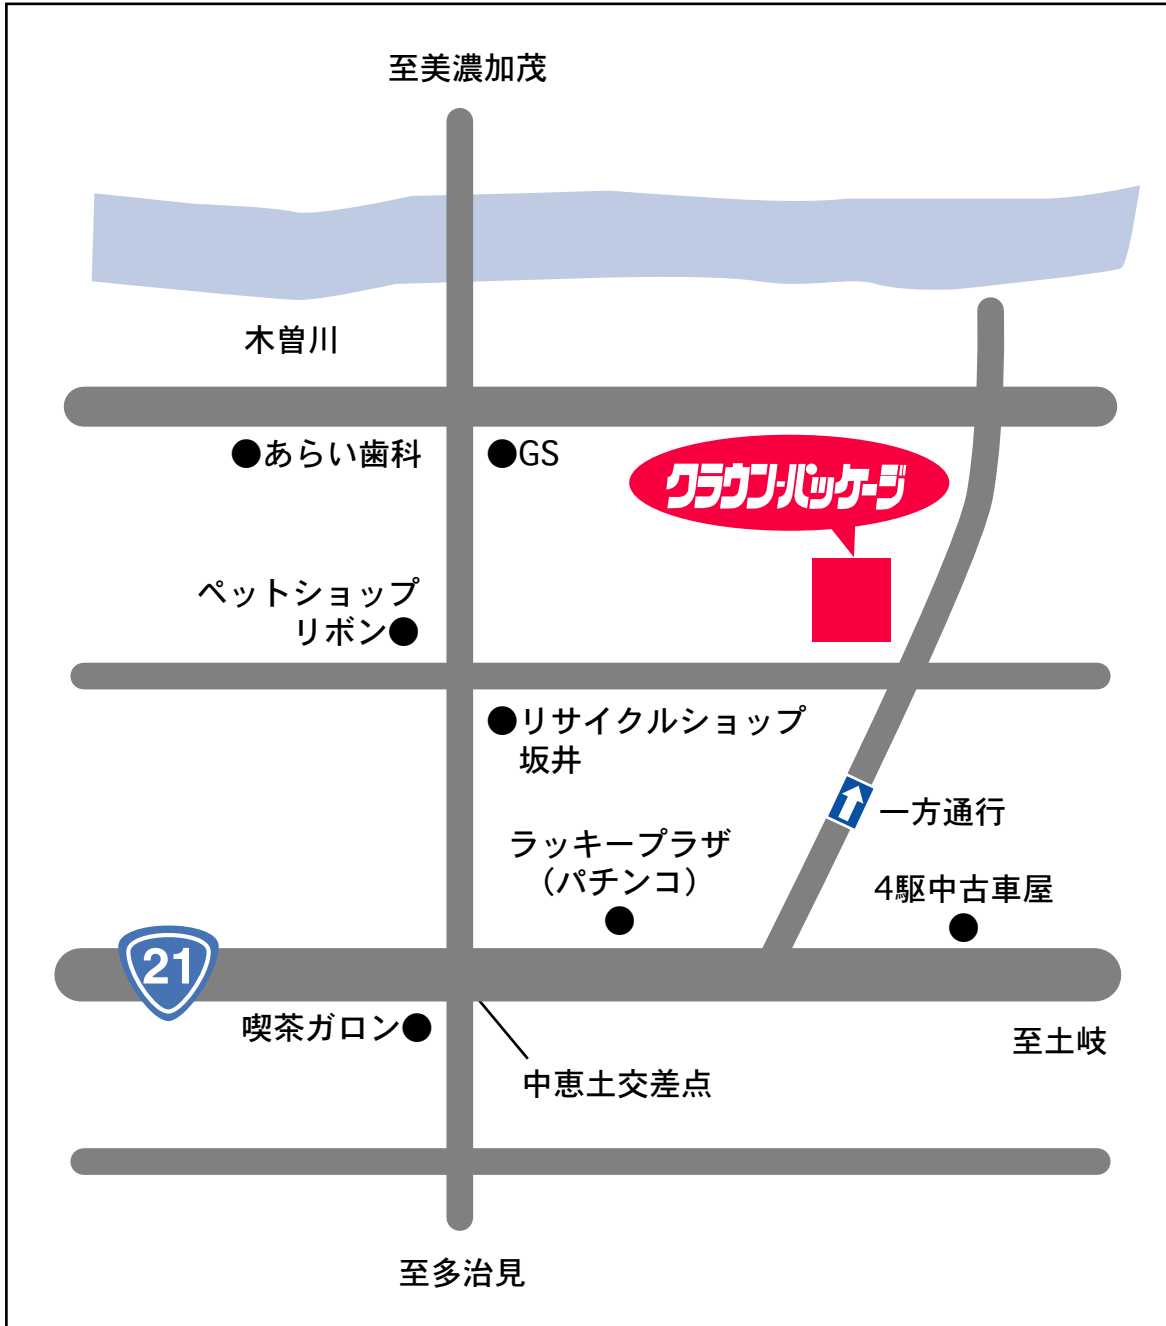 至美濃加茂
木曽川
●あらい歯科
●GS
クラウン・パッケージ
ペットショップ
リボン●
●リサイクルショップ
坂井
一方通行
ラッキープラザ
（パチンコ）
4駆中古車屋
21
喫茶ガロン●
至土岐
中恵土交差点
至多治見